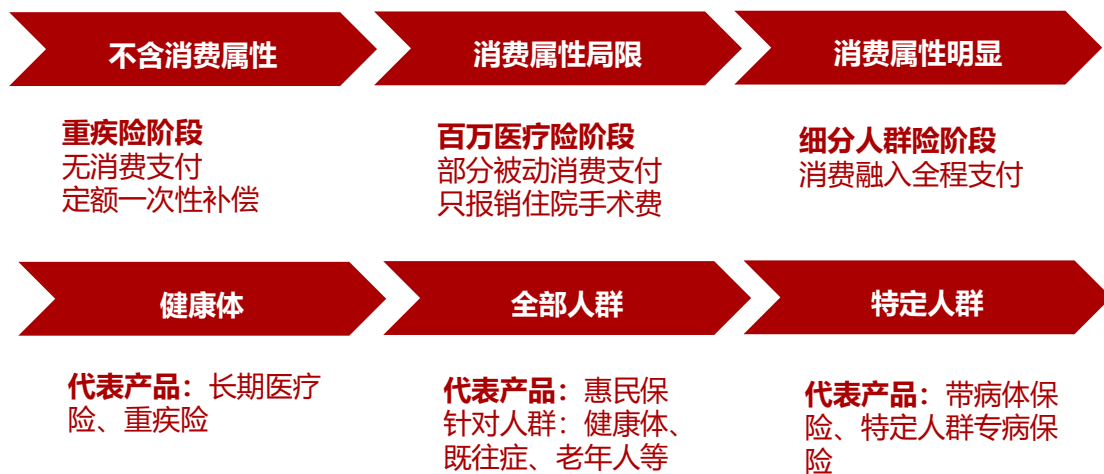 不含消费属性
消费属性局限
消费属性明显
重疾险阶段
无消费支付
定额一次性补偿
百万医疗险阶段
部分被动消费支付
只报销住院手术费
细分人群险阶段
消费融入全程支付
健康体
全部人群
特定人群
代表产品：长期医疗
险、重疾险
代表产品：惠民保
针对人群：健康体、
既往症、老年人等
代表产品：带病体保
险、特定人群专病保
险